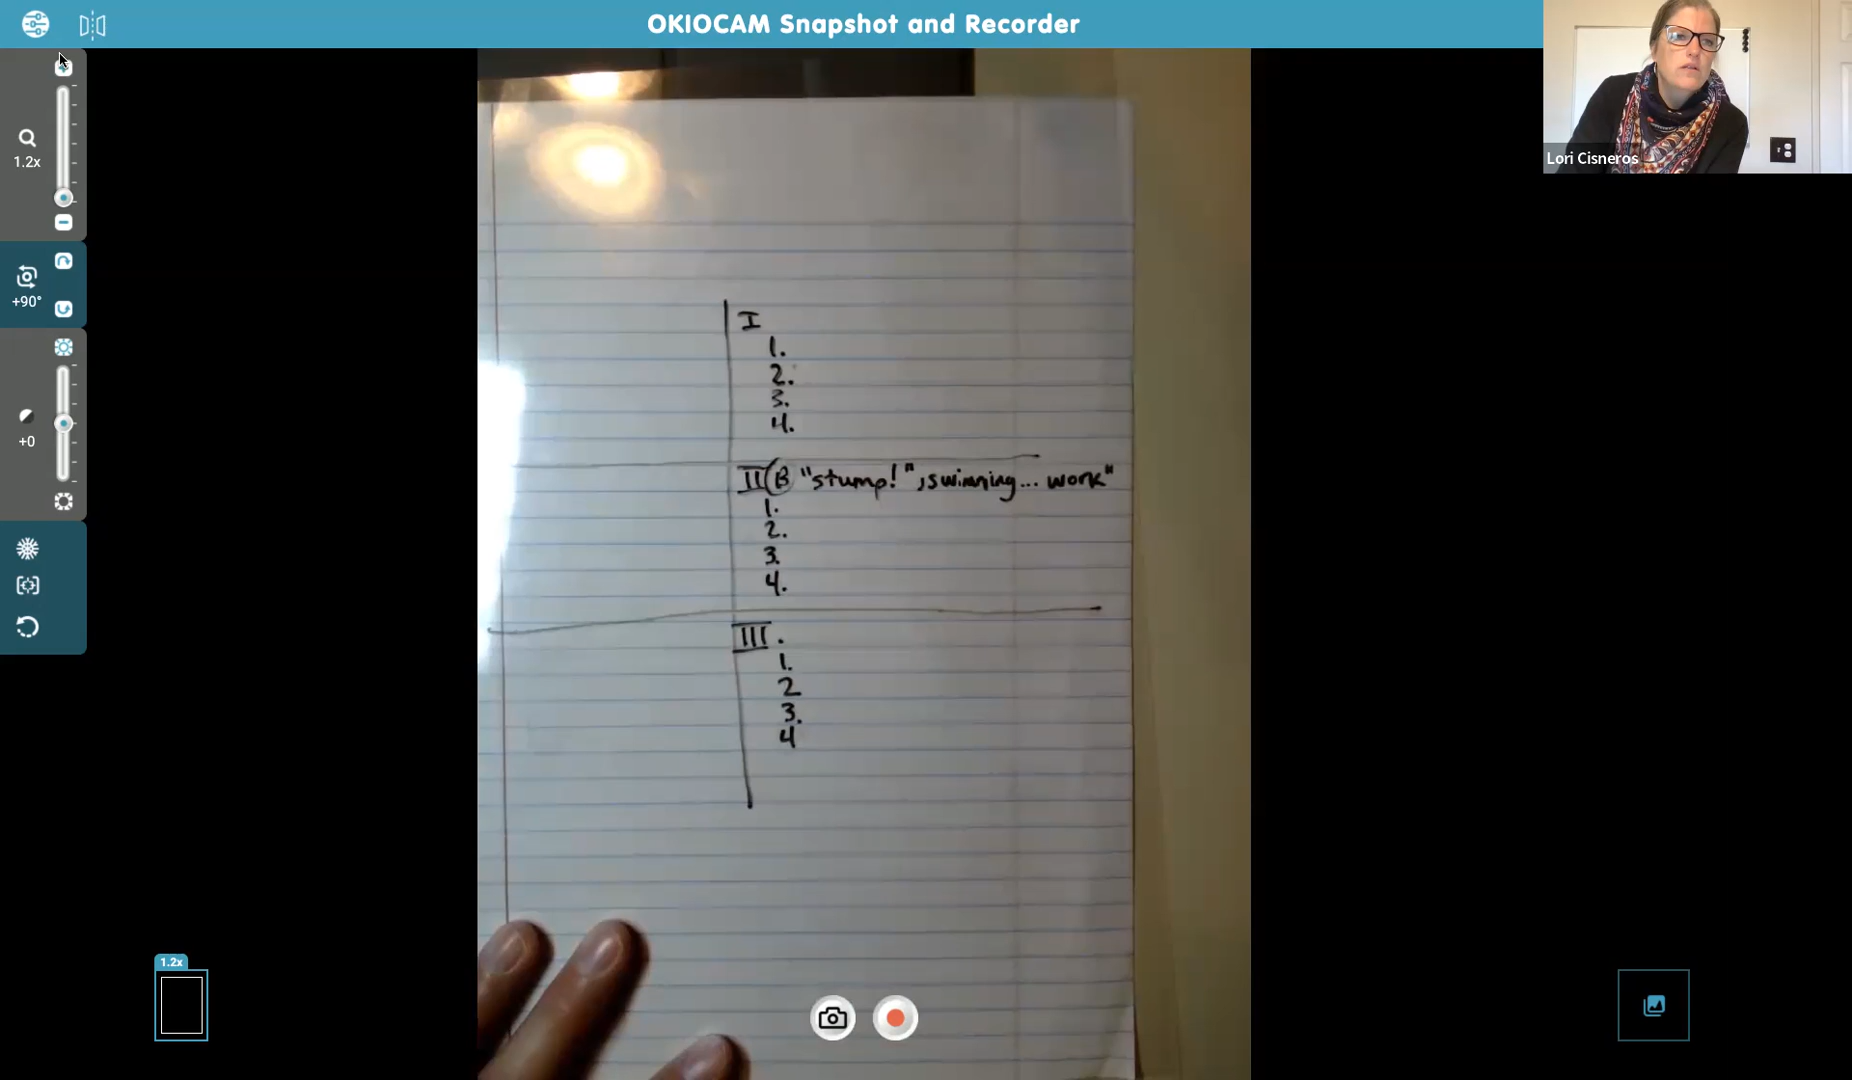 OKIOCAM Snapshot and Recorder
Lori Cisneros
1.2x
+90°
+0
I
1.
2.
3.
4.
II B "stump!", swimming... work"
1.
2.
3.
4.
III.
1.
2
3.
4
1.2x